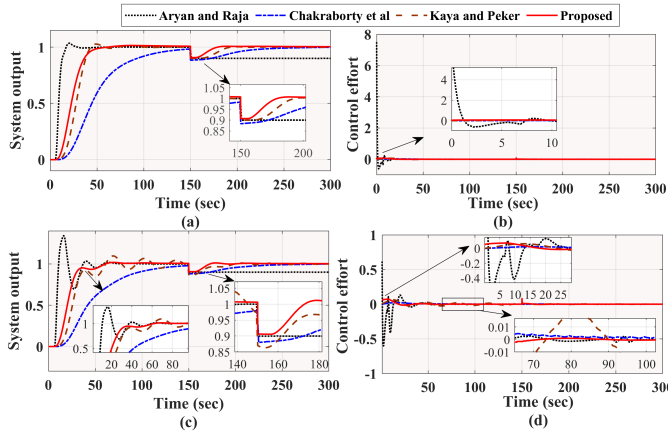 Aryan and Raja Chakraborty et al Kaya and Peker Proposed
System output
1
0.5
0
1.05
1
0.95
0.9
150 200
0 50 100 150 200 250 300
Time (sec)
(a)
Control effort
8
6
4
2
0
4
2
0
0 5 10
0 50 100 150 200 250 300
Time (sec)
(b)
System output
1
0.5
0
1
0.5
20 40 60 80
1.05
1
0.95
0.9
0.85
140 160 180
0 50 100 150 200 250 300
Time (sec)
(c)
Control effort
1
0.5
0
-0.5
-1
0
-0.2
-0.4
5 10 15 20 25
0.01
0
-0.01
70 80 90 100
50 100 150 200 250 300
Time (sec)
(d)